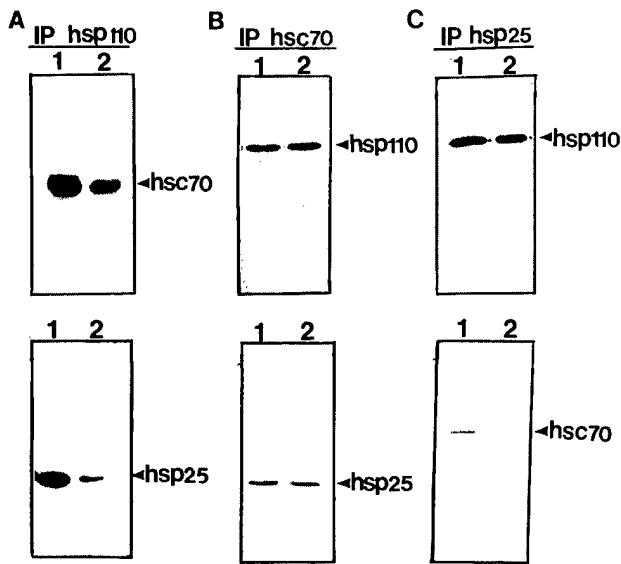 A
IP hsp110
1 2
◄hsc70
1 2
◄hsp25
B
IP hsc70
1 2
◄hsp110
1 2
◄hsp25
C
IP hsp25
1 2
◄hsp110
1 2
◄hsc70